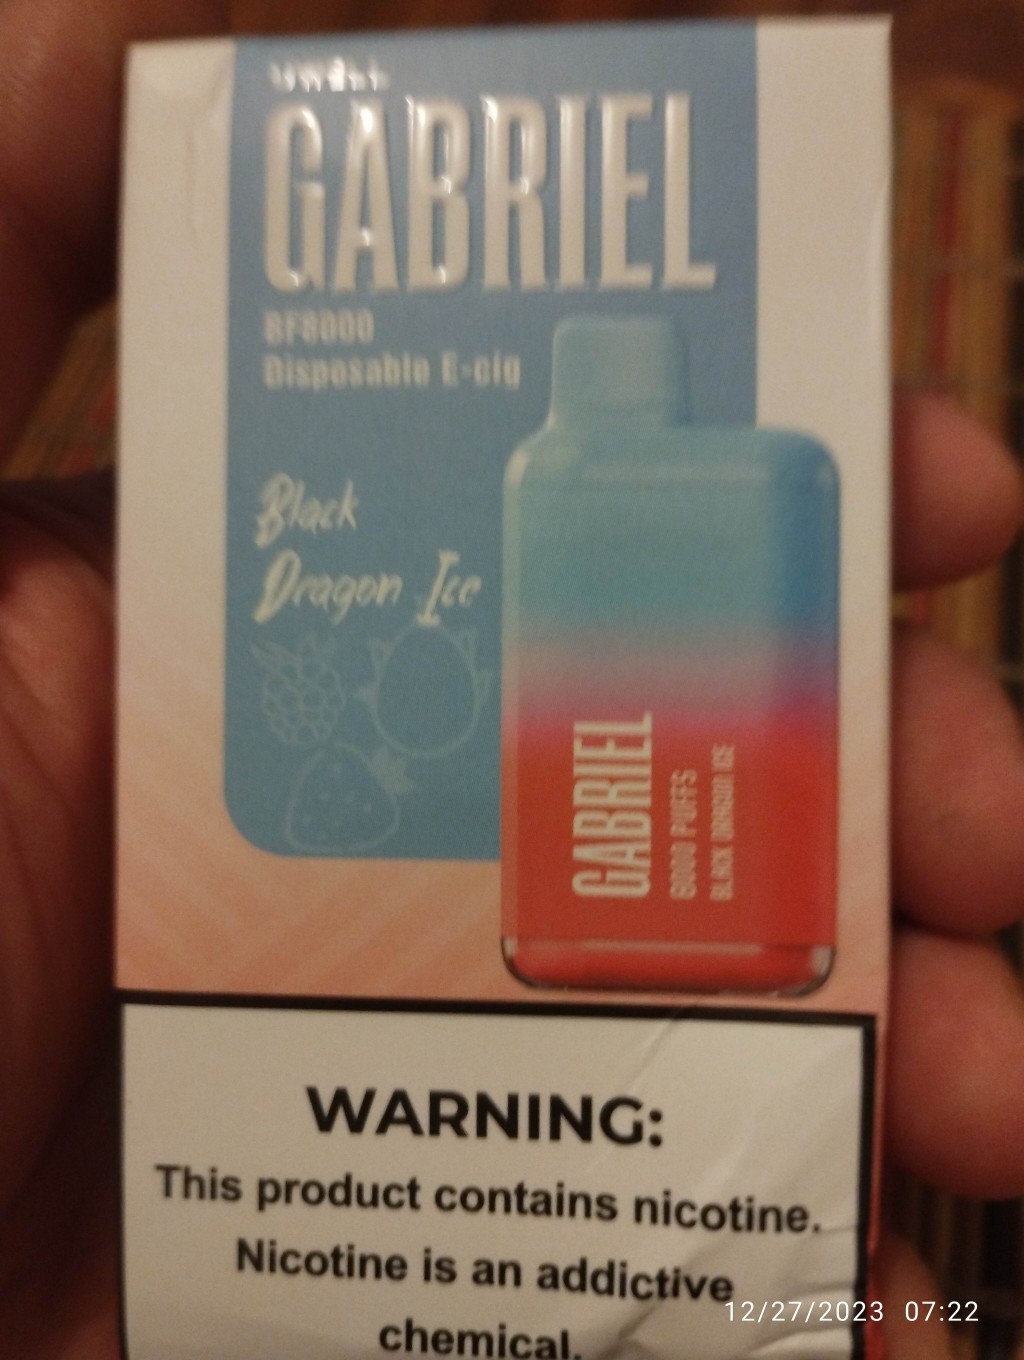 UWELL
GABRIEL
BF8000
Disposable E-cig
Black
Dragon Ice
GABRIEL
8000 PUFFS
BLACK DRAGON ICE
WARNING:
This product contains nicotine.
Nicotine is an addictive
chemical.
12/27/2023 07:22